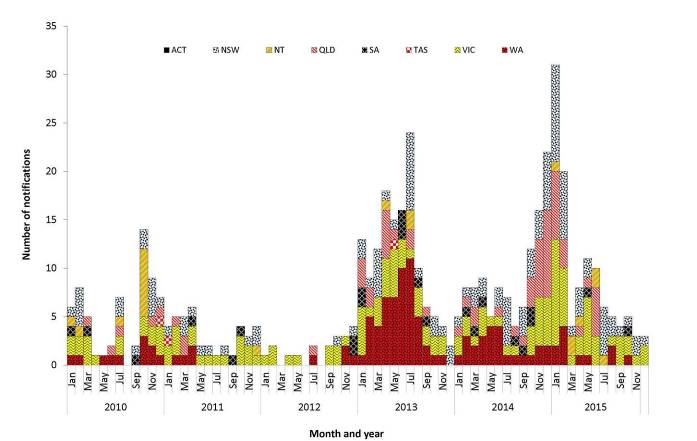 35
30
25
20
15
10
5
0
Number of notifications
ACT NSW NT QLD SA TAS VIC WA
Jan Mar May Jul Sep Nov Jan Mar May Jul Sep Nov Jan Mar May Jul Sep Nov Jan Mar May Jul Sep Nov Jan Mar May Jul Sep Nov Jan Mar May Jul Sep Nov
2010 2011 2012 2013 2014 2015
Month and year